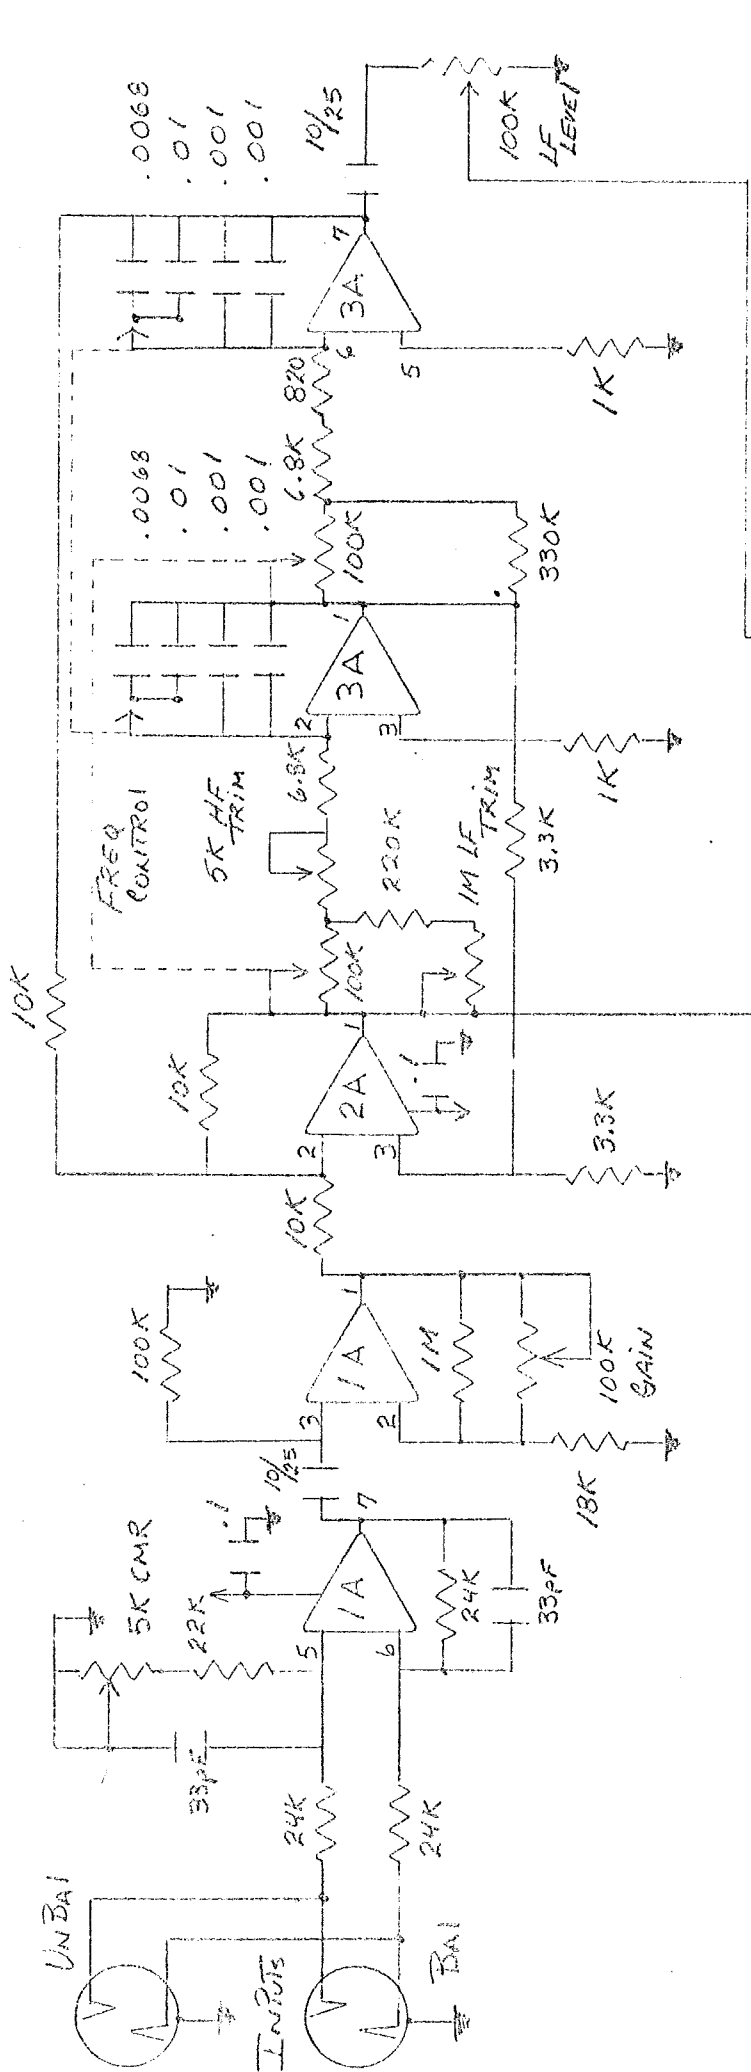 UNBAL
INPUTS
BAL
33pF
5K CMR
22K
.1
24K
24K
5
6
1A
7
24K
33pF
10/25
100K
3
2
1A
1
1M
100K
GAIN
18K
10K
10K
10K
2
3
2A
1
.1
3.3K
FREQ
CONTROL
100K
5K HF
TRIM
220K
1M LF
TRIM
6.8K
2
3
3A
1
3.3K
1K
.0068
.01
.001
.001
100K
6.8K
820
330K
6
5
3A
7
1K
.0068
.01
.001
.001
10/25
100K
LF
LEVEL